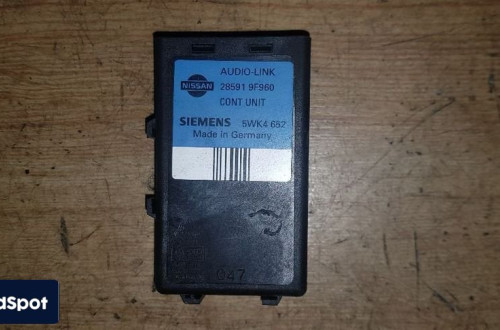 AUDIO-LINK
NISSAN
28591 9F960
CONT UNIT
SIEMENS 5WK4 652
Made in Germany
047
dSpot